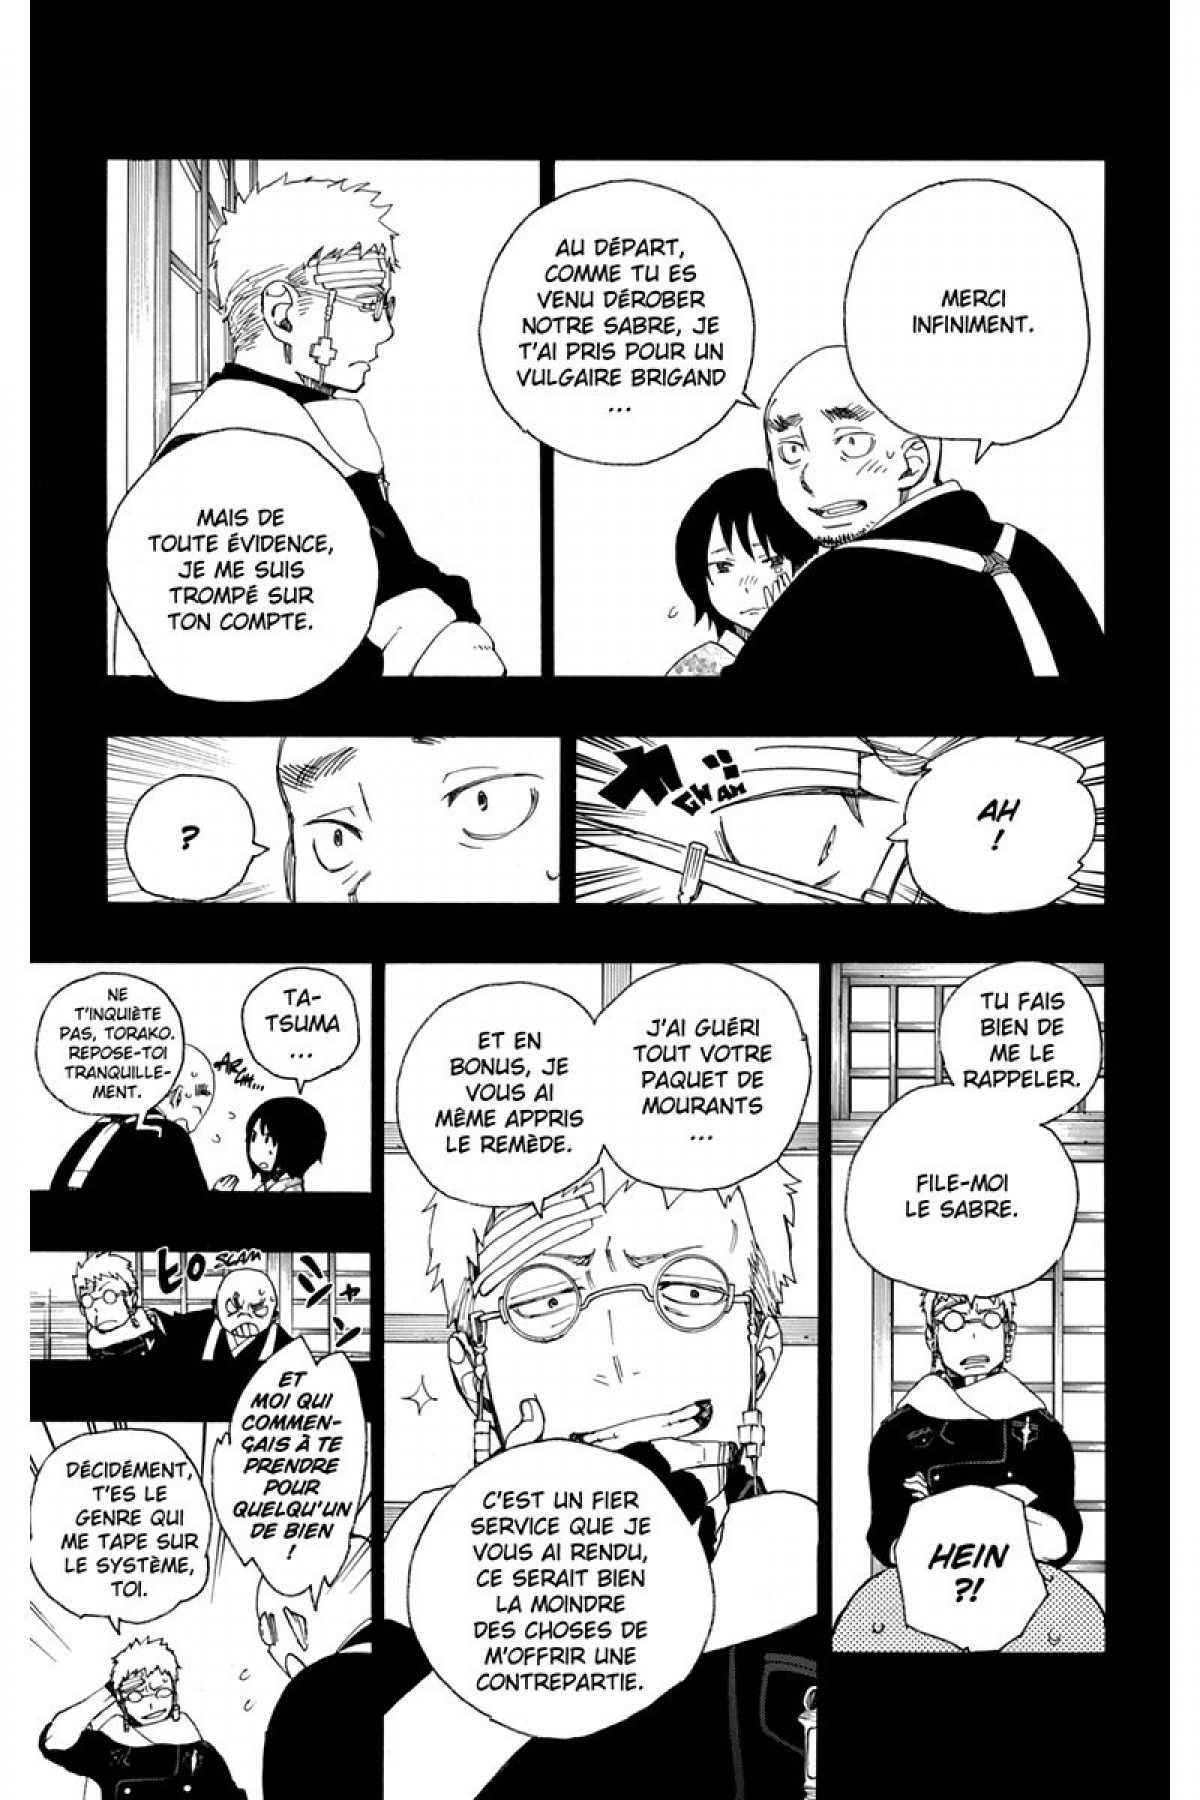 MERCI
INFINIMENT.
AU DÉPART,
COMME TU ES
VENU DÉROBER
NOTRE SABRE, JE
T'AI PRIS POUR UN
VULGAIRE BRIGAND
...
MAIS DE
TOUTE ÉVIDENCE,
JE ME SUIS
TROMPÉ SUR
TON COMPTE.
AH
!
GWAH
?
TU FAIS
BIEN DE
ME LE
RAPPELER.
FILE-MOI
LE SABRE.
HEIN
?!
J'AI GUÉRI
TOUT VOTRE
PAQUET DE
MOURANTS
...
ET EN
BONUS, JE
VOUS AI
MÊME APPRIS
LE REMÈDE.
C'EST UN FIER
SERVICE QUE JE
VOUS AI RENDU,
CE SERAIT BIEN
LA MOINDRE
DES CHOSES DE
M'OFFRIR UNE
CONTREPARTIE.
TA-
TSUMA
...
NE
T'INQUIÈTE
PAS, TORAKO.
REPOSE-TOI
TRANQUILLE-
MENT.
SLAM
ET
MOI QUI
COMMEN-
ÇAIS À TE
PRENDRE
POUR
QUELQU'UN
DE BIEN
!
DÉCIDÉMENT,
T'ES LE
GENRE QUI
ME TAPE SUR
LE SYSTÈME,
TOI.